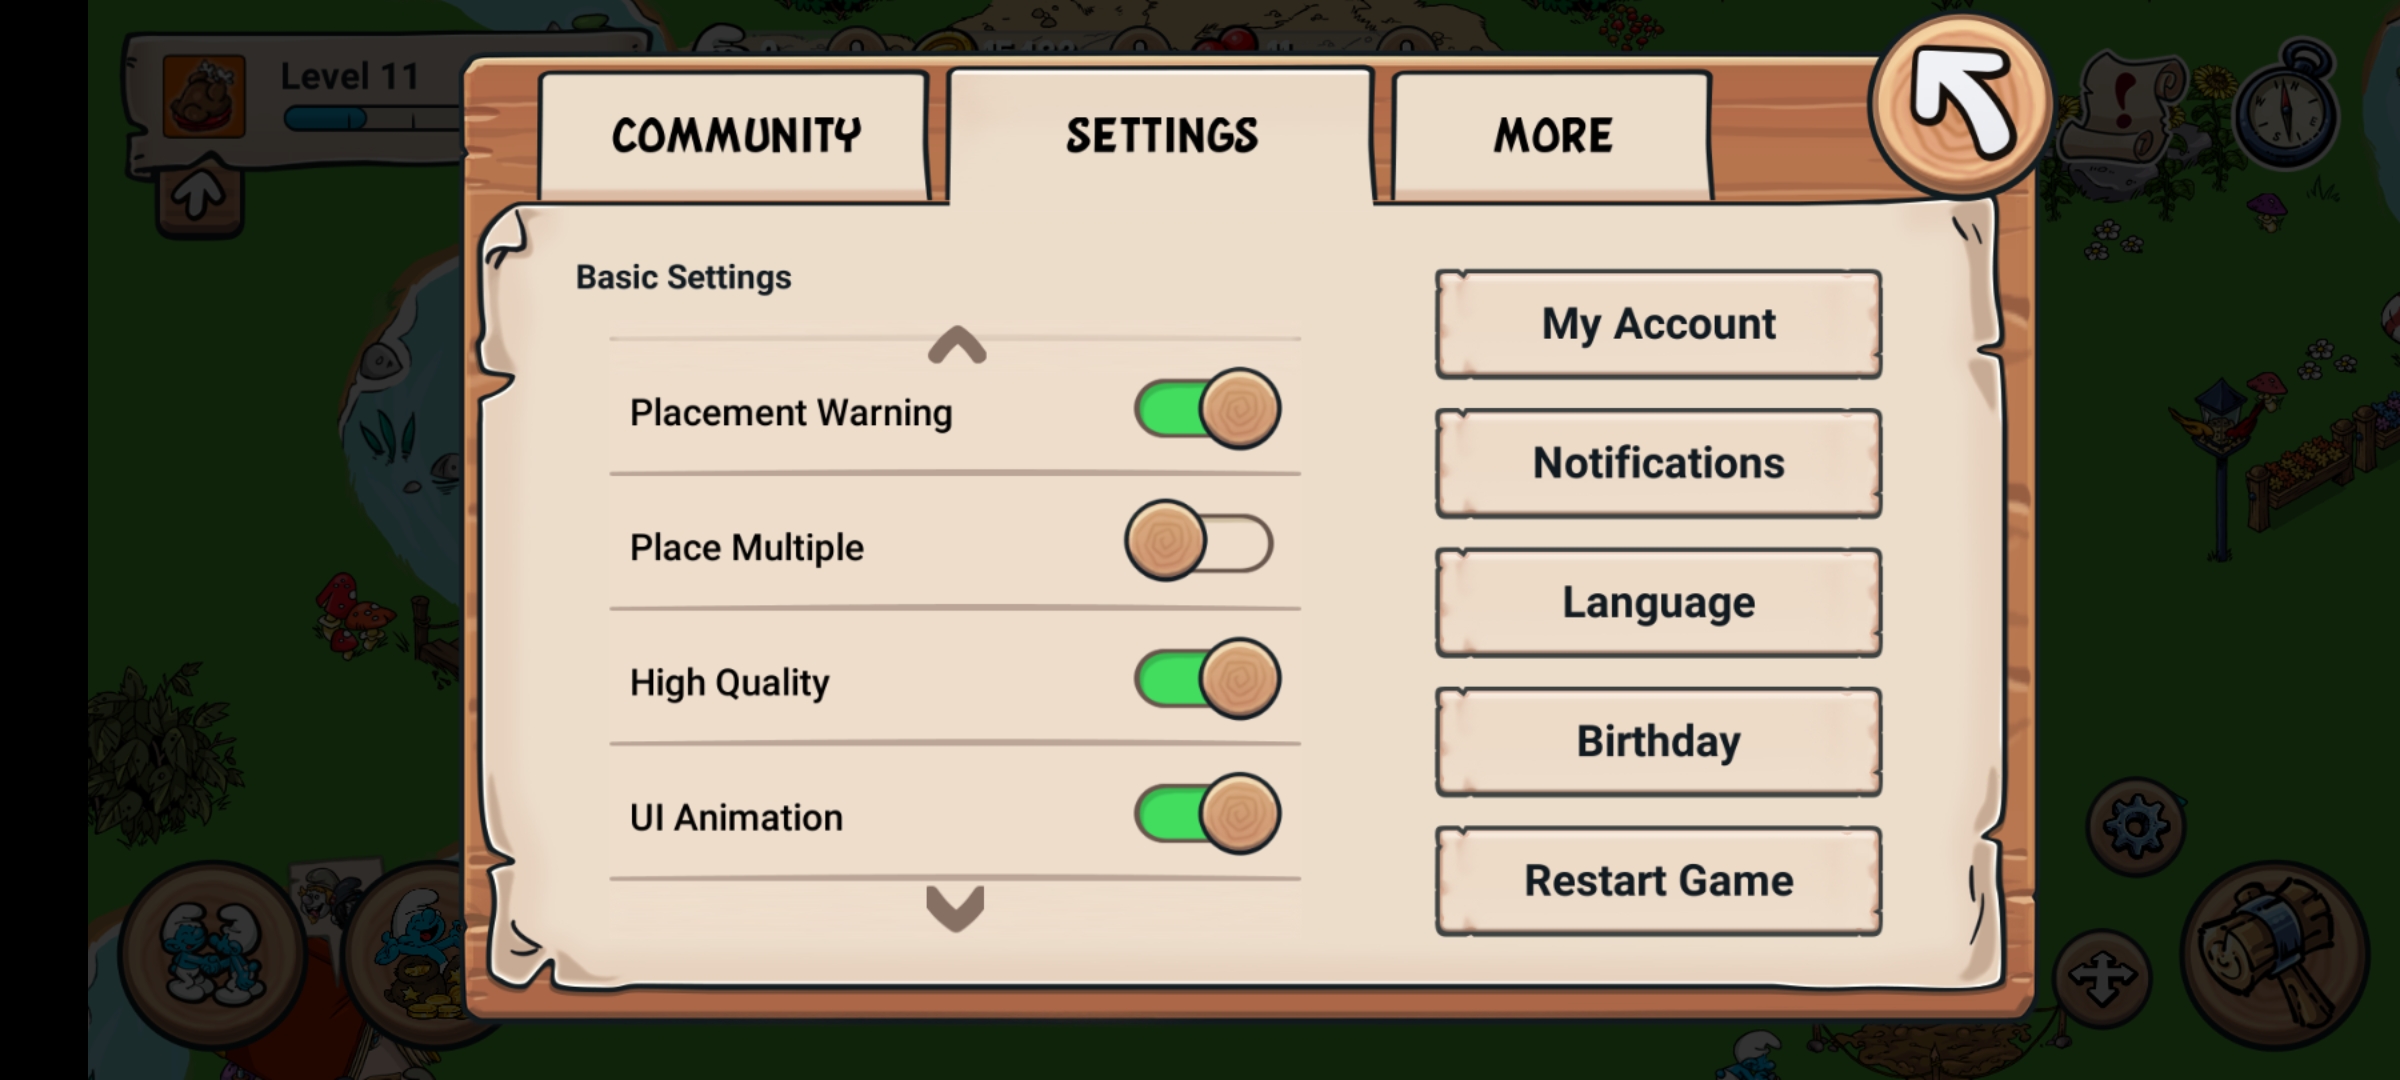 Level 11
COMMUNITY
SETTINGS
MORE
Basic Settings
Placement Warning
Place Multiple
High Quality
UI Animation
My Account
Notifications
Language
Birthday
Restart Game